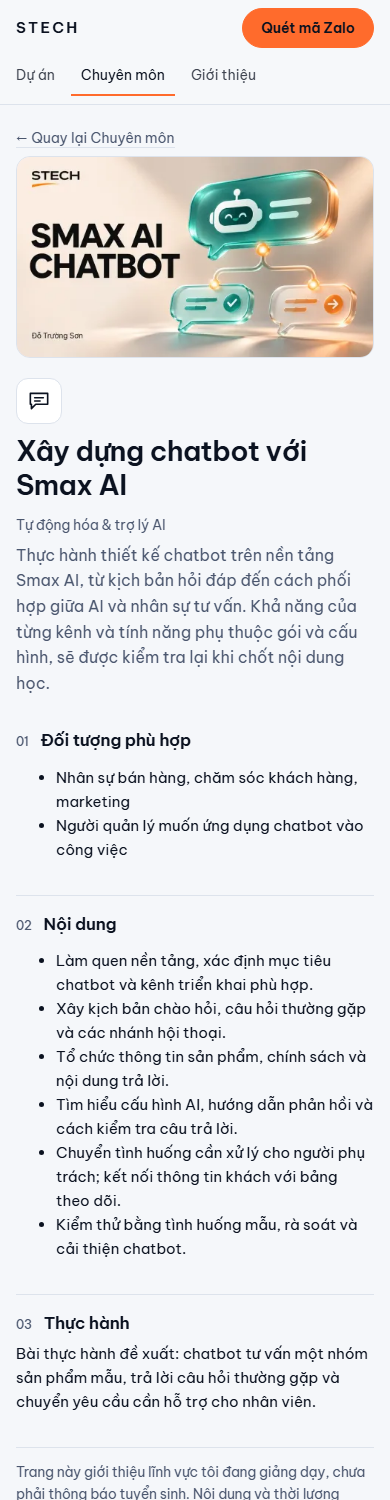 STECH
Quét mã Zalo
Dự án
Chuyên môn
Giới thiệu
← Quay lại Chuyên môn
STECH
SMAX AI
CHATBOT
Đỗ Trường Sơn
Xây dựng chatbot với
Smax AI
Tự động hóa & trợ lý AI
Thực hành thiết kế chatbot trên nền tảng
Smax AI, từ kịch bản hỏi đáp đến cách phối
hợp giữa AI và nhân sự tư vấn. Khả năng của
từng kênh và tính năng phụ thuộc gói và cấu
hình, sẽ được kiểm tra lại khi chốt nội dung
học.
01 Đối tượng phù hợp
• Nhân sự bán hàng, chăm sóc khách hàng,
marketing
• Người quản lý muốn ứng dụng chatbot vào
công việc
02 Nội dung
• Làm quen nền tảng, xác định mục tiêu
chatbot và kênh triển khai phù hợp.
• Xây kịch bản chào hỏi, câu hỏi thường gặp
và các nhánh hội thoại.
• Tổ chức thông tin sản phẩm, chính sách và
nội dung trả lời.
• Tìm hiểu cấu hình AI, hướng dẫn phản hồi và
cách kiểm tra câu trả lời.
• Chuyển tình huống cần xử lý cho người phụ
trách; kết nối thông tin khách với bảng
theo dõi.
• Kiểm thử bằng tình huống mẫu, rà soát và
cải thiện chatbot.
03 Thực hành
Bài thực hành đề xuất: chatbot tư vấn một nhóm
sản phẩm mẫu, trả lời câu hỏi thường gặp và
chuyển yêu cầu cần hỗ trợ cho nhân viên.
Trang này giới thiệu lĩnh vực tôi đang giảng dạy, chưa
phải thông báo tuyển sinh. Nội dung và thời lượng